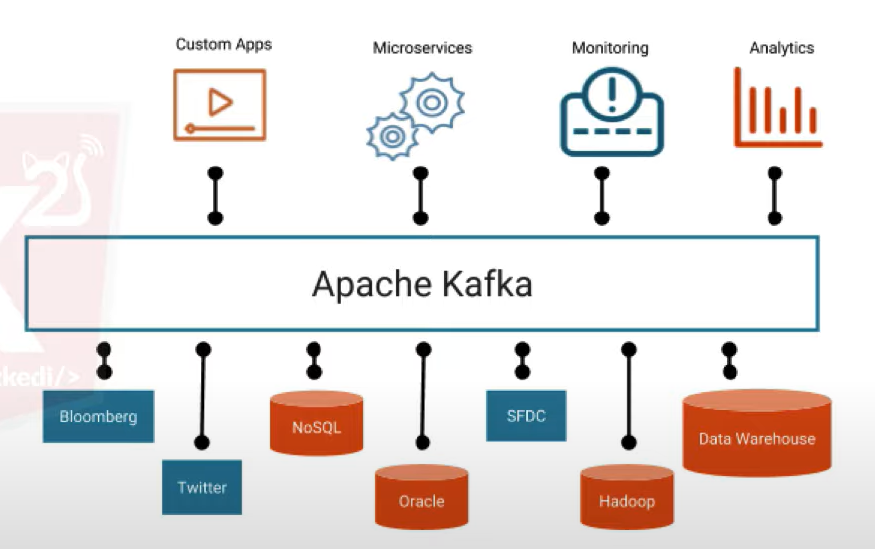 Custom Apps
Microservices
Monitoring
Analytics
Apache Kafka
kedi/>
Bloomberg
Twitter
NoSQL
Oracle
SFDC
Hadoop
Data Warehouse